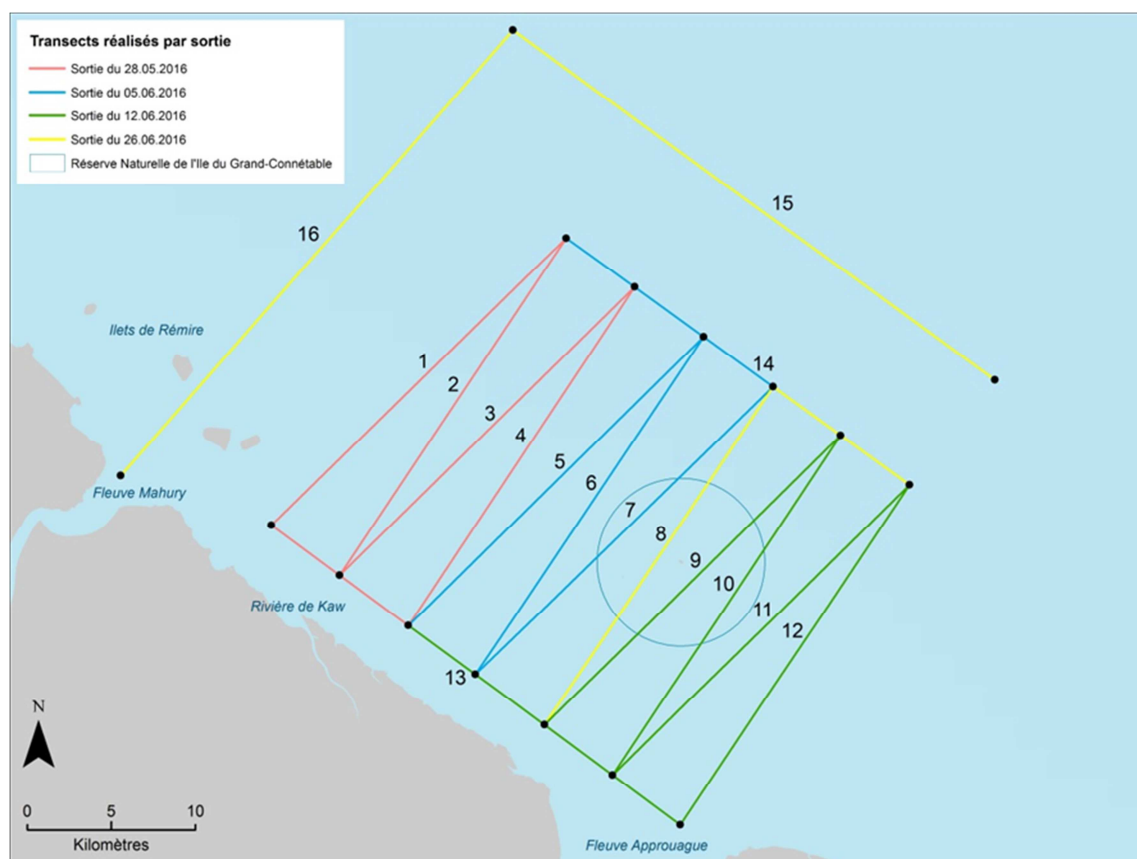 Transects réalisés par sortie
Sortie du 28.05.2016
Sortie du 05.06.2016
Sortie du 12.06.2016
Sortie du 26.06.2016
Réserve Naturelle de l'Ile du Grand-Connétable
15
16
Ilets de Rémire
1
14
2
3
4
5
6
Fleuve Mahury
7
8
9
10
Rivière de Kaw
11
12
13
N
0 5 10
Kilomètres
Fleuve Approuague